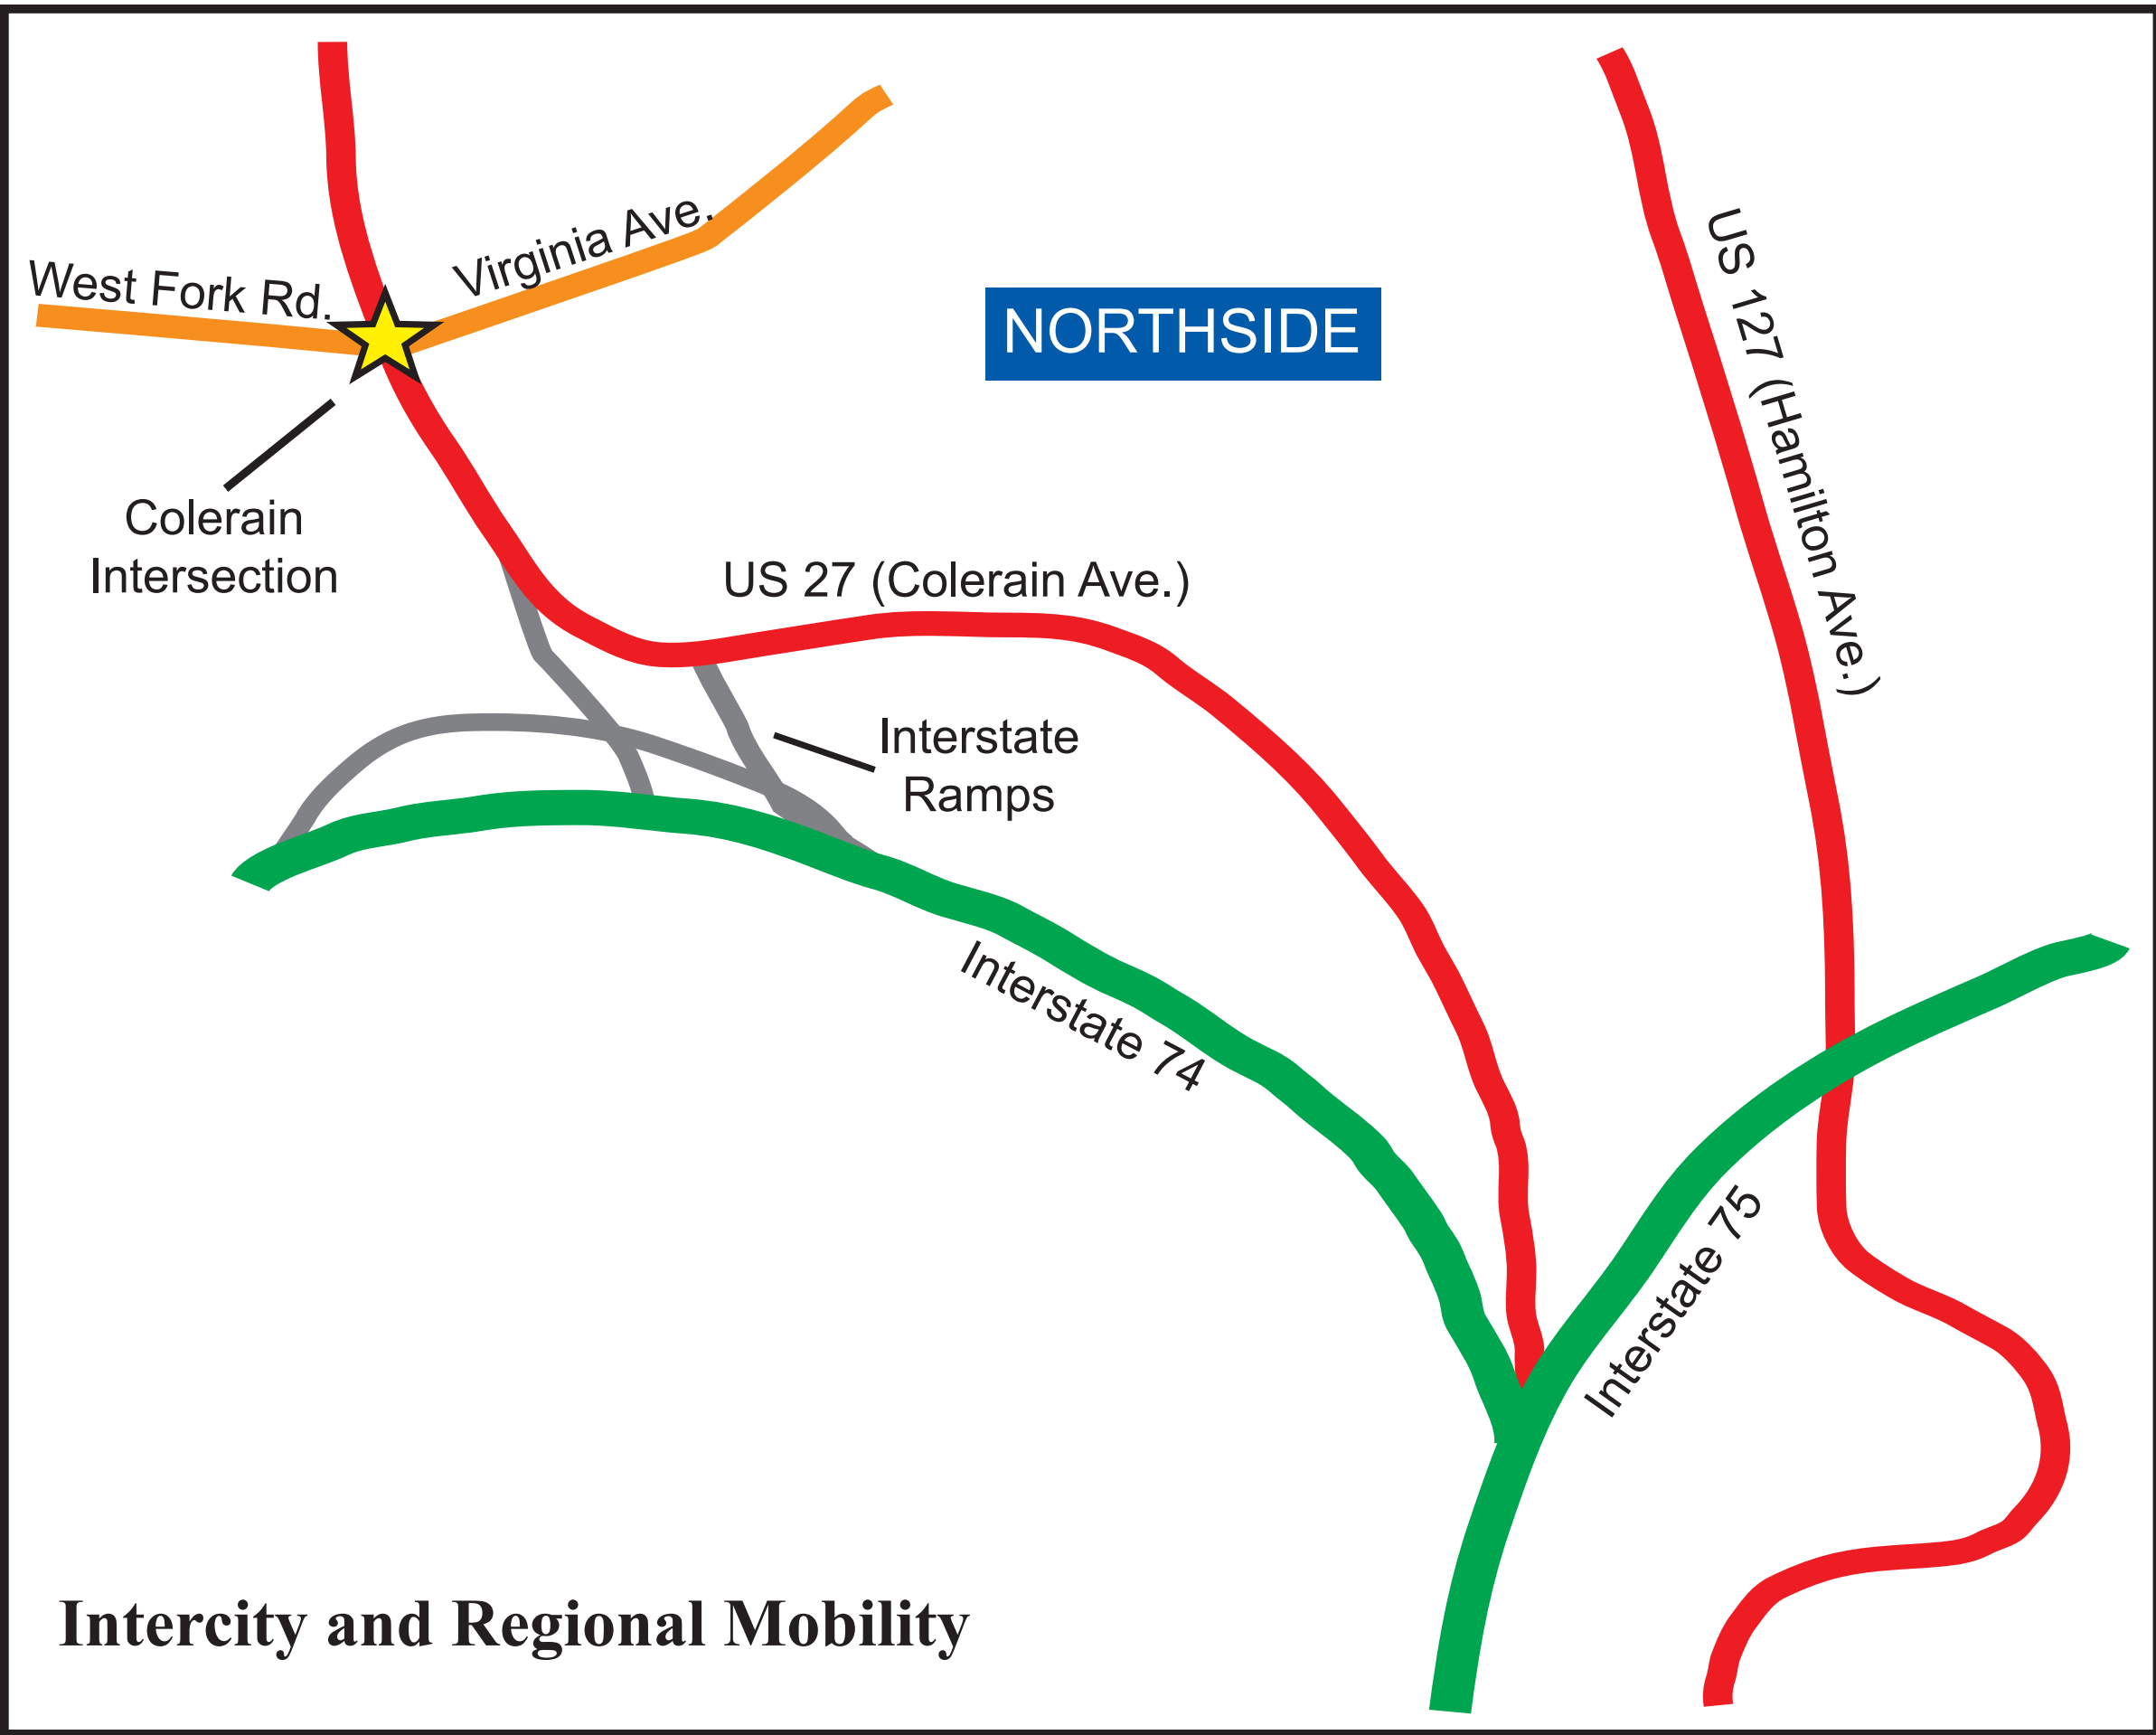 West Fork Rd.
Virginia Ave.
NORTHSIDE
US 127 (Hamilton Ave.)
Colerain
Intersection
US 27 (Colerain Ave.)
Interstate
Ramps
Interstate 74
Interstate 75
Intercity and Regional Mobility